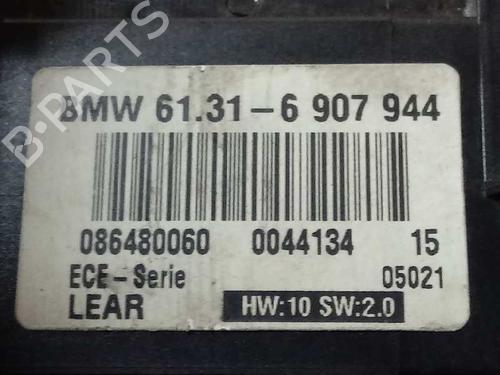 B-PARTS
BMW 61.31-6 907 944
086480060 0044134 15
ECE-Serie 05021
LEAR HW:10 SW:2.0